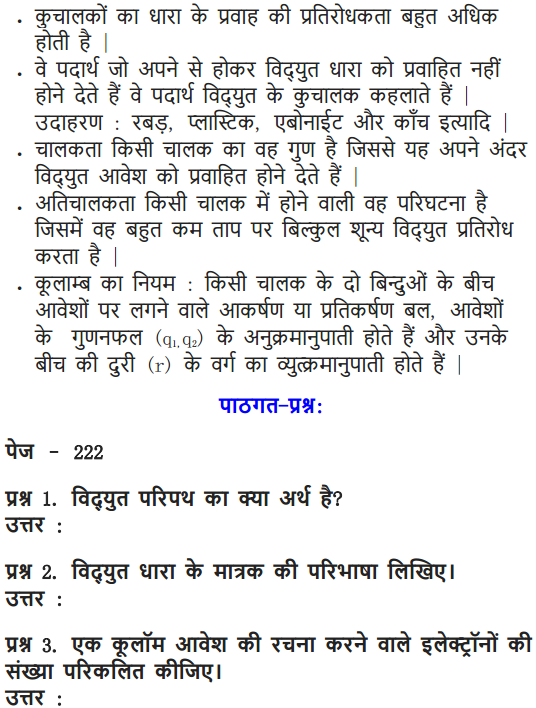 • कुचालकों का धारा के प्रवाह की प्रतिरोधकता बहुत अधिक
होती है |
• वे पदार्थ जो अपने से होकर विद्युत धारा को प्रवाहित नहीं
होने देते हैं वे पदार्थ विद्युत के कुचालक कहलाते हैं |
उदाहरण : रबड़, प्लास्टिक, एबोनाईट और काँच इत्यादि |
• चालकता किसी चालक का वह गुण है जिससे यह अपने अंदर
विद्युत आवेश को प्रवाहित होने देते हैं |
• अतिचालकता किसी चालक में होने वाली वह परिघटना है
जिसमें वह बहुत कम ताप पर बिल्कुल शून्य विद्युत प्रतिरोध
करता है |
• कूलाम्ब का नियम : किसी चालक के दो बिन्दुओं के बीच
आवेशों पर लगने वाले आकर्षण या प्रतिकर्षण बल, आवेशों
के गुणनफल (q₁,q₂) के अनुक्रमानुपाती होते हैं और उनके
बीच की दुरी (r) के वर्ग का व्युत्क्रमानुपाती होते हैं |
पाठगत-प्रश्न:
पेज - 222
प्रश्न 1. विद्युत परिपथ का क्या अर्थ है?
उत्तर :
प्रश्न 2. विद्युत धारा के मात्रक की परिभाषा लिखिए।
उत्तर :
प्रश्न 3. एक कूलॉम आवेश की रचना करने वाले इलेक्ट्रॉनों की
संख्या परिकलित कीजिए।
उत्तर :